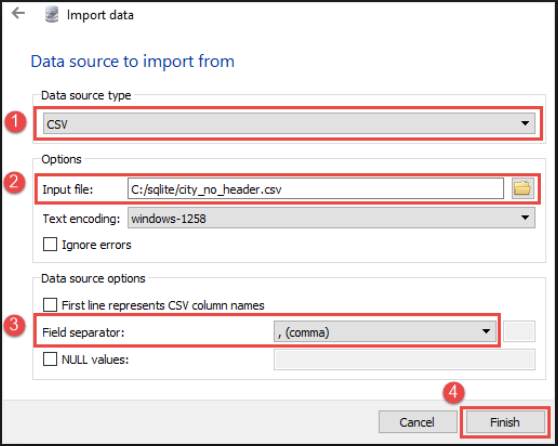 Import data
Data source to import from
Data source type
1
CSV
Options
2
Input file: C:/sqlite/city_no_header.csv
Text encoding: windows-1258
Ignore errors
Data source options
First line represents CSV column names
3
Field separator: , (comma)
NULL values:
4
Cancel Finish